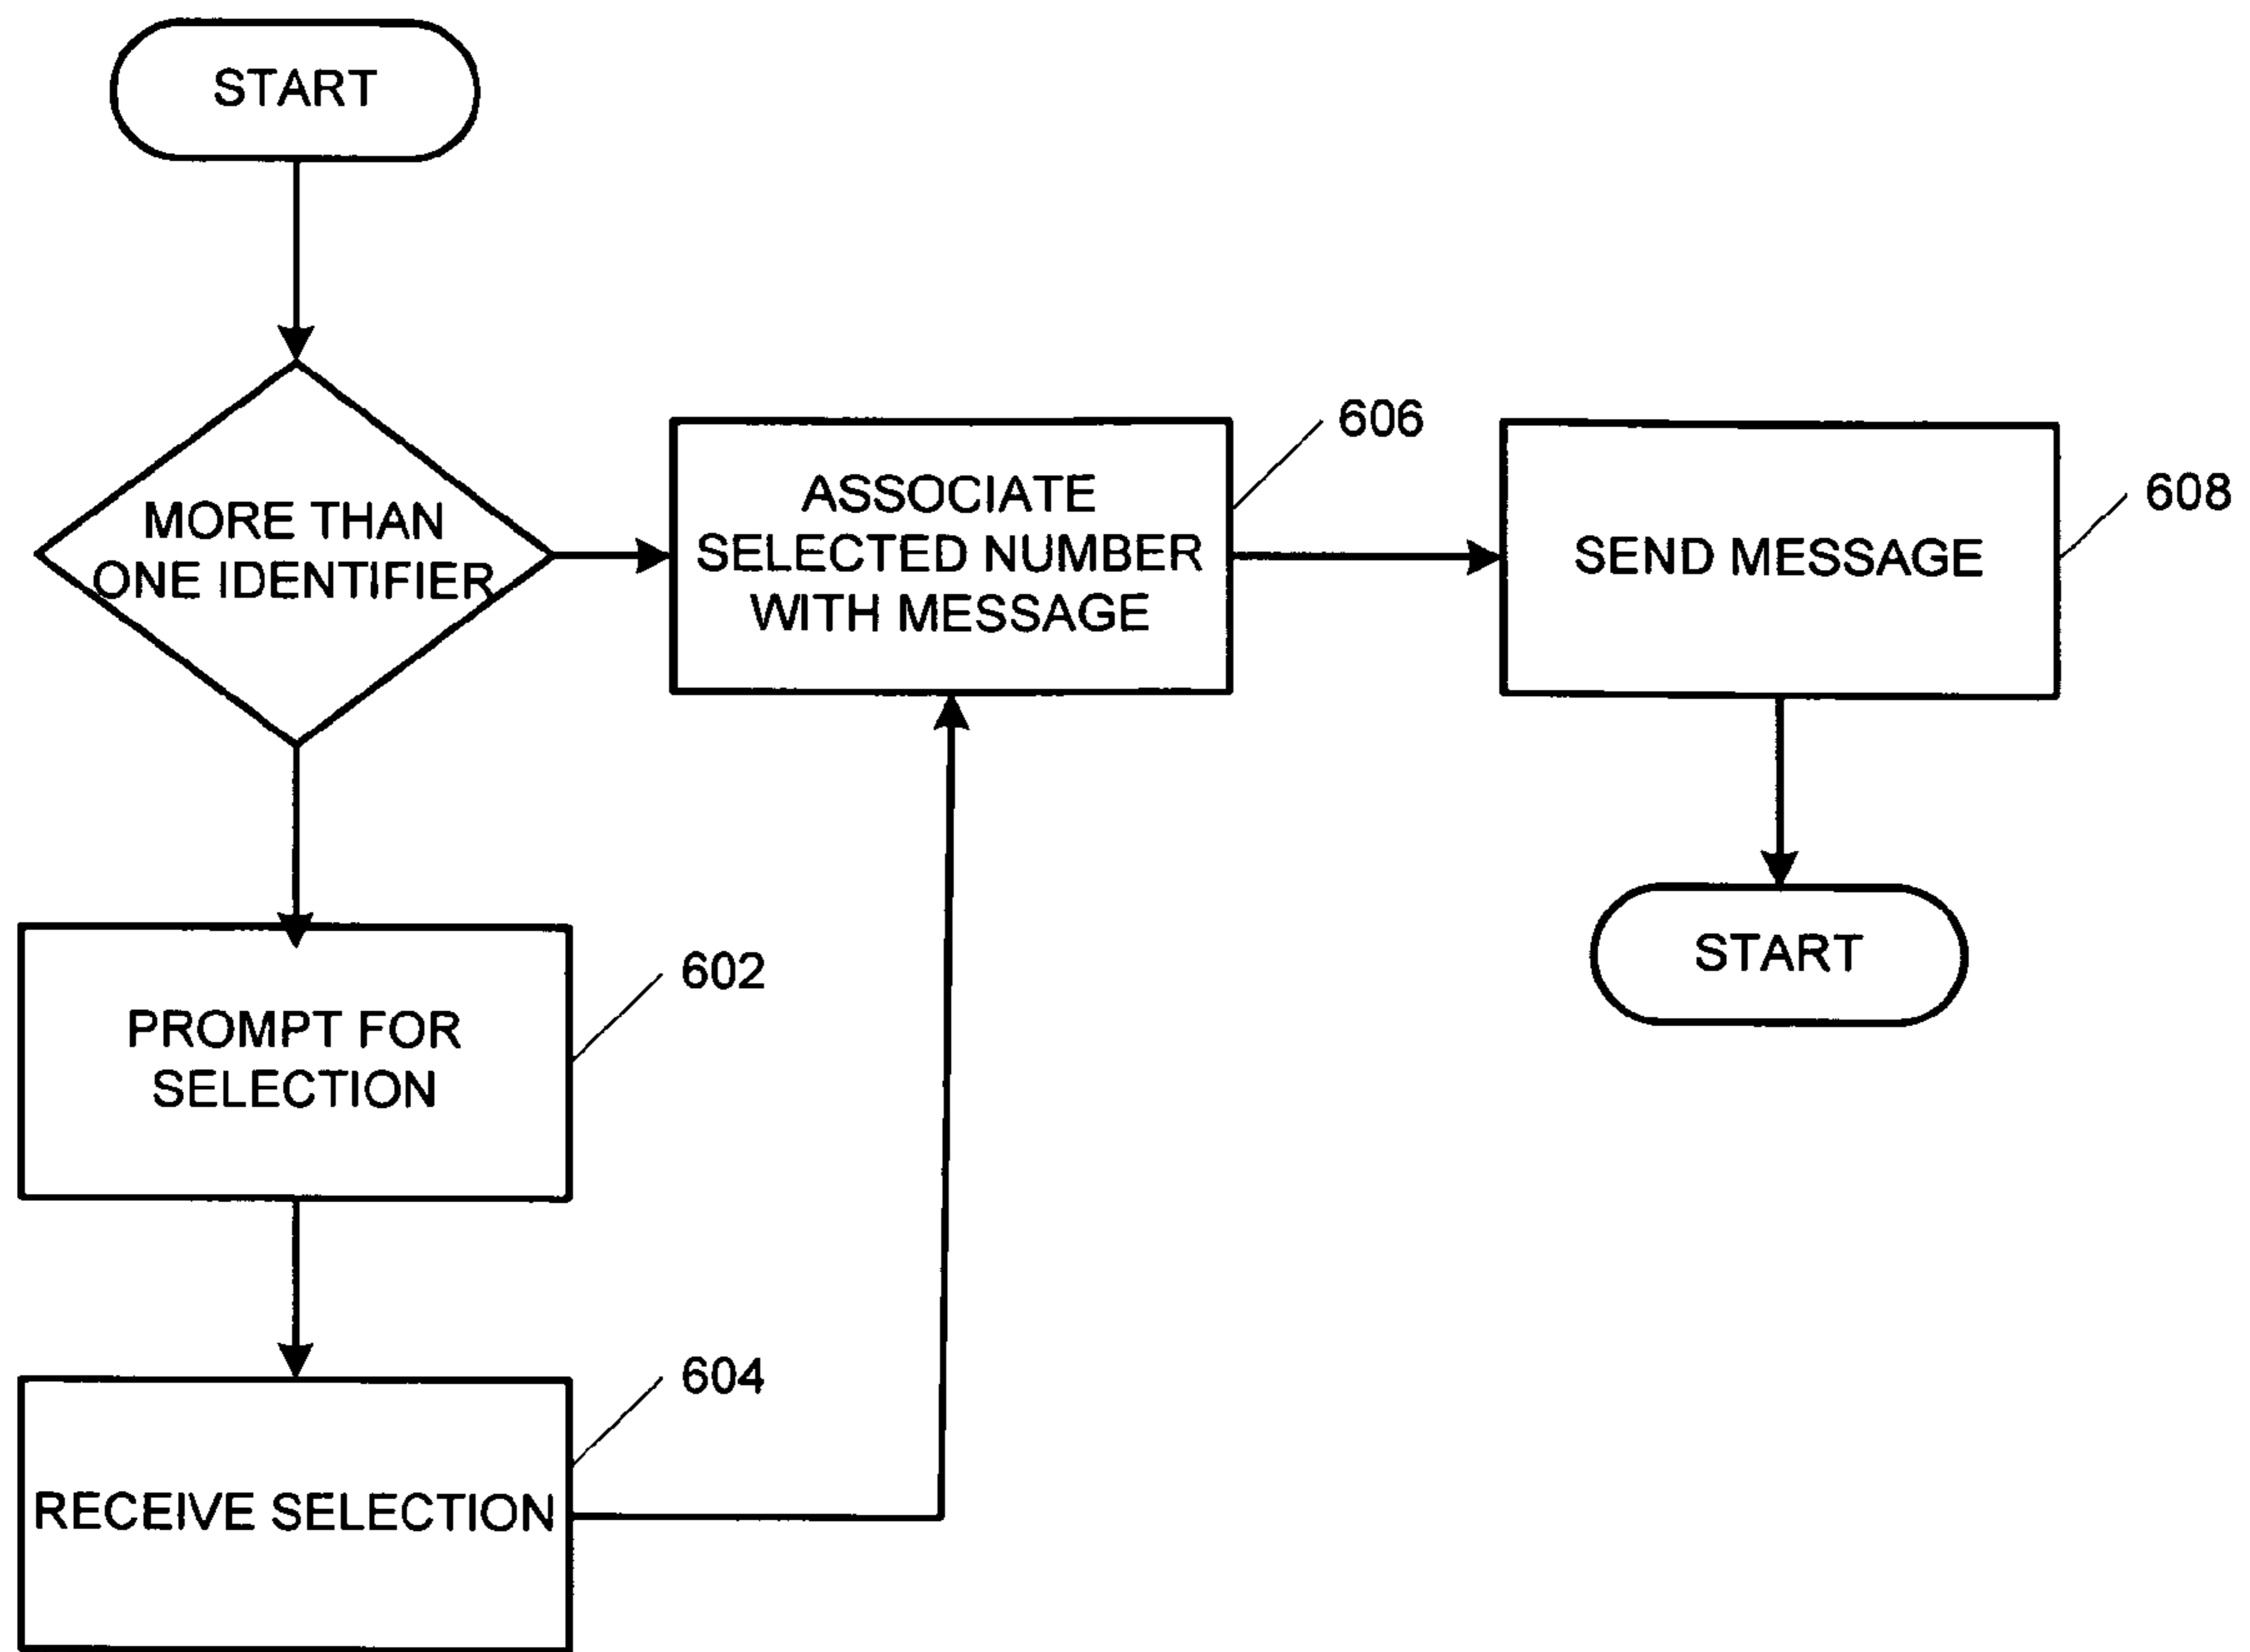 START
MORE THAN
ONE IDENTIFIER
ASSOCIATE
SELECTED NUMBER
WITH MESSAGE
606
SEND MESSAGE
608
PROMPT FOR
SELECTION
602
START
RECEIVE SELECTION
604